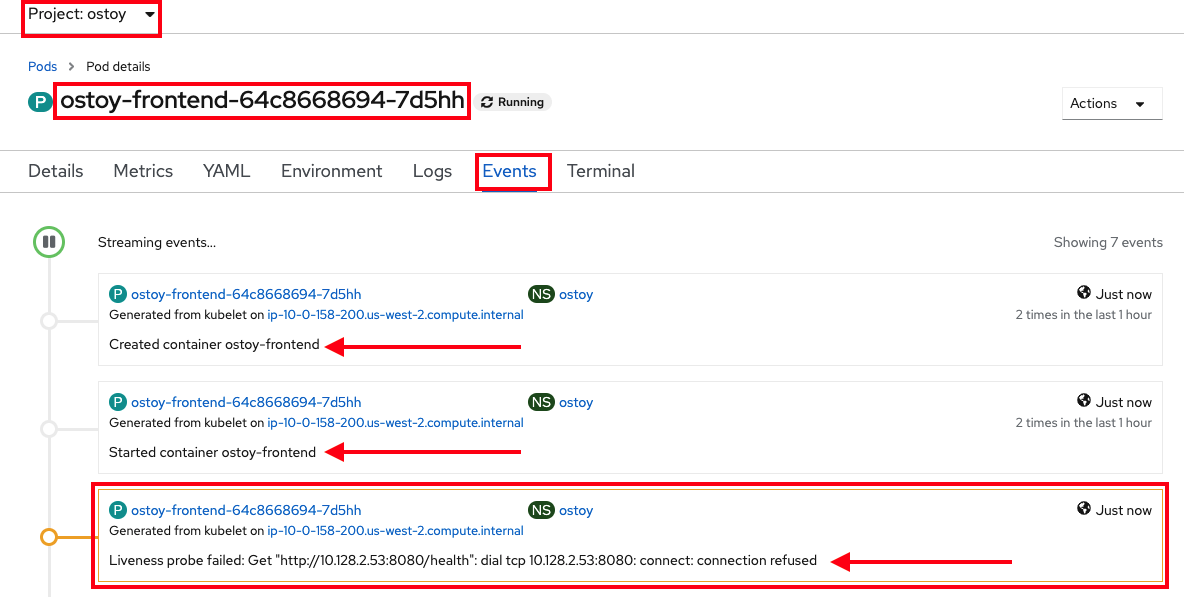 Project: ostoy
Pods > Pod details
P ostoy-frontend-64c8668694-7d5hh Running
Actions
Details Metrics YAML Environment Logs Events Terminal
Streaming events... Showing 7 events
P ostoy-frontend-64c8668694-7d5hh NS ostoy Just now
Generated from kubelet on ip-10-0-158-200.us-west-2.compute.internal 2 times in the last 1 hour
Created container ostoy-frontend
P ostoy-frontend-64c8668694-7d5hh NS ostoy Just now
Generated from kubelet on ip-10-0-158-200.us-west-2.compute.internal 2 times in the last 1 hour
Started container ostoy-frontend
P ostoy-frontend-64c8668694-7d5hh NS ostoy Just now
Generated from kubelet on ip-10-0-158-200.us-west-2.compute.internal
Liveness probe failed: Get "http://10.128.2.53:8080/health": dial tcp 10.128.2.53:8080: connect: connection refused